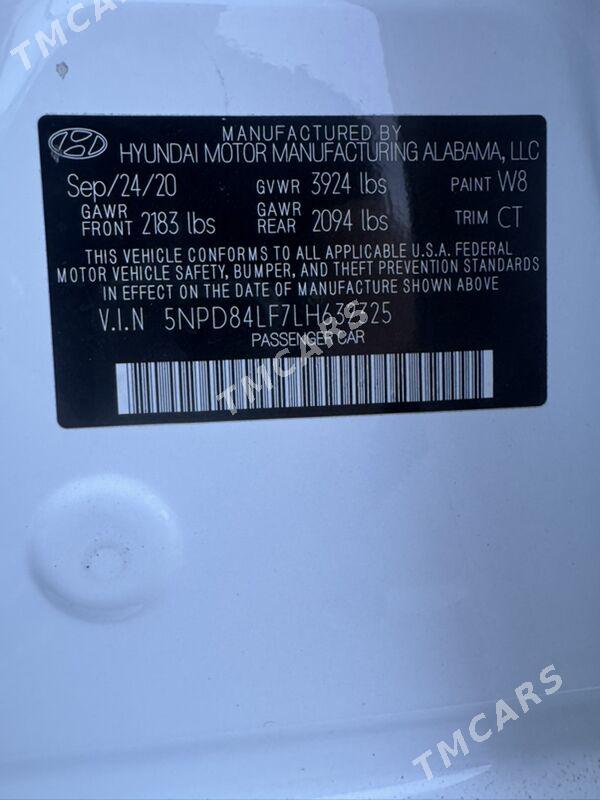 TMCARS
MANUFACTURED BY
HYUNDAI MOTOR MANUFACTURING ALABAMA, LLC
Sep/24/20 GVWR 3924 lbs PAINT W8
GAWR FRONT 2183 lbs GAWR REAR 2094 lbs TRIM CT
THIS VEHICLE CONFORMS TO ALL APPLICABLE U.S.A. FEDERAL
MOTOR VEHICLE SAFETY, BUMPER, AND THEFT PREVENTION STANDARDS
IN EFFECT ON THE DATE OF MANUFACTURE SHOWN ABOVE.
V.I.N
PASSENGER CAR
TMCARS
TMCARS